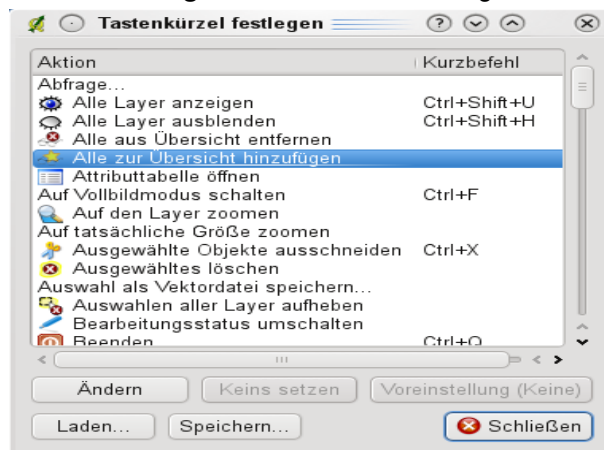 Tastenkürzel festlegen
Aktion Kurzbefehl
Abfrage...
Alle Layer anzeigen Ctrl+Shift+U
Alle Layer ausblenden Ctrl+Shift+H
Alle aus Übersicht entfernen
Alle zur Übersicht hinzufügen
Attributtabelle öffnen
Auf Vollbildmodus schalten Ctrl+F
Auf den Layer zoomen
Auf tatsächliche Größe zoomen
Ausgewählte Objekte ausschneiden Ctrl+X
Ausgewähltes löschen
Auswahl als Vektordatei speichern...
Auswahlen aller Layer aufheben
Bearbeitungsstatus umschalten
Beenden Ctrl+Q
Ändern Keins setzen Voreinstellung (Keine)
Laden... Speichern... Schließen